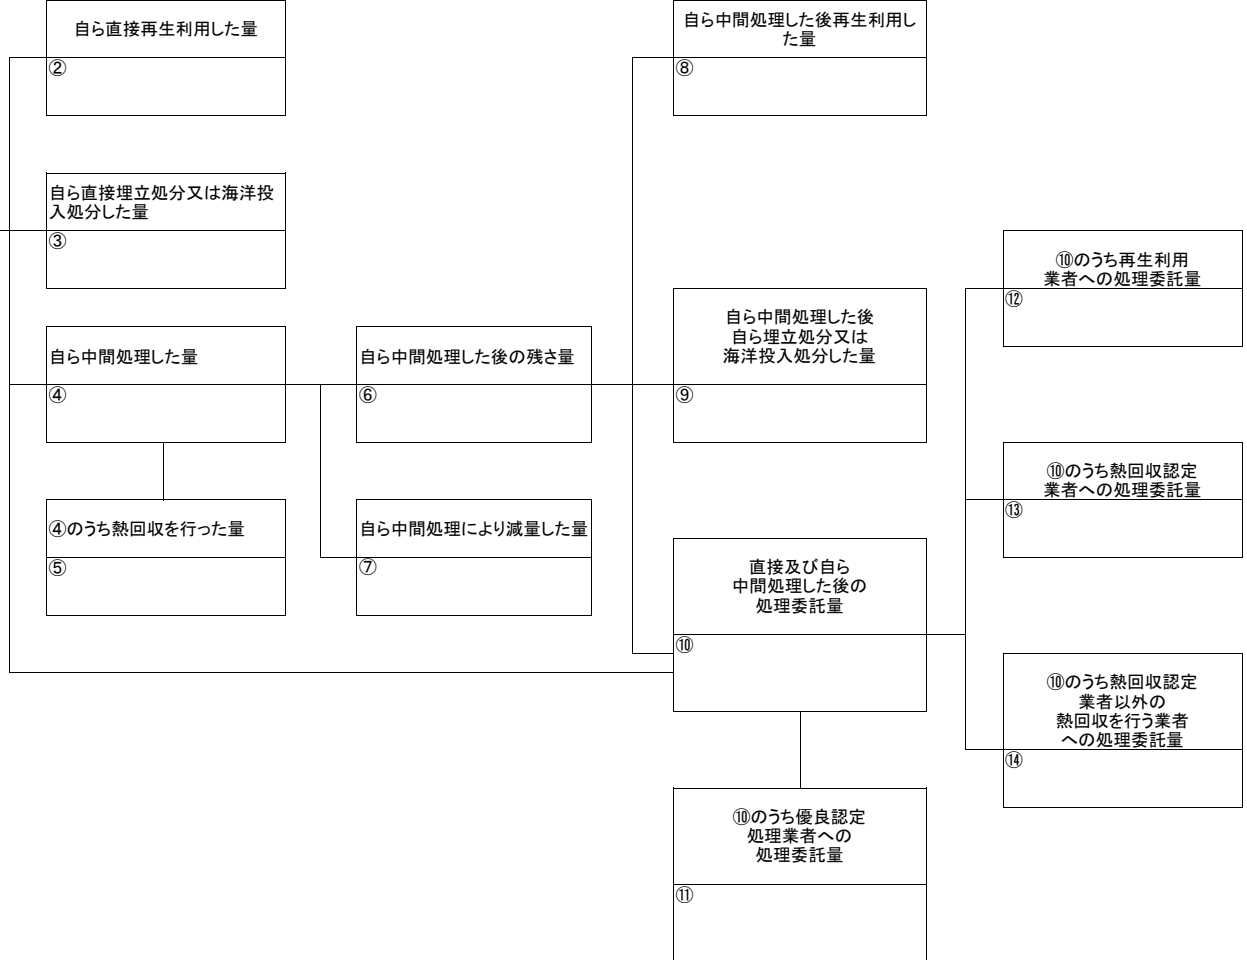 自ら直接再生利用した量
②
自ら直接埋立処分又は海洋投
入処分した量
③
自ら中間処理した量
④
④のうち熱回収を行った量
⑤
自ら中間処理した後の残さ量
⑥
自ら中間処理により減量した量
⑦
自ら中間処理した後再生利用し
た量
⑧
自ら中間処理した後
自ら埋立処分又は
海洋投入処分した量
⑨
直接及び自ら
中間処理した後の
処理委託量
⑩
⑩のうち優良認定
処理業者への
処理委託量
⑪
⑩のうち再生利用
業者への処理委託量
⑫
⑩のうち熱回収認定
業者への処理委託量
⑬
⑩のうち熱回収認定
業者以外の
熱回収を行う業者
への処理委託量
⑭